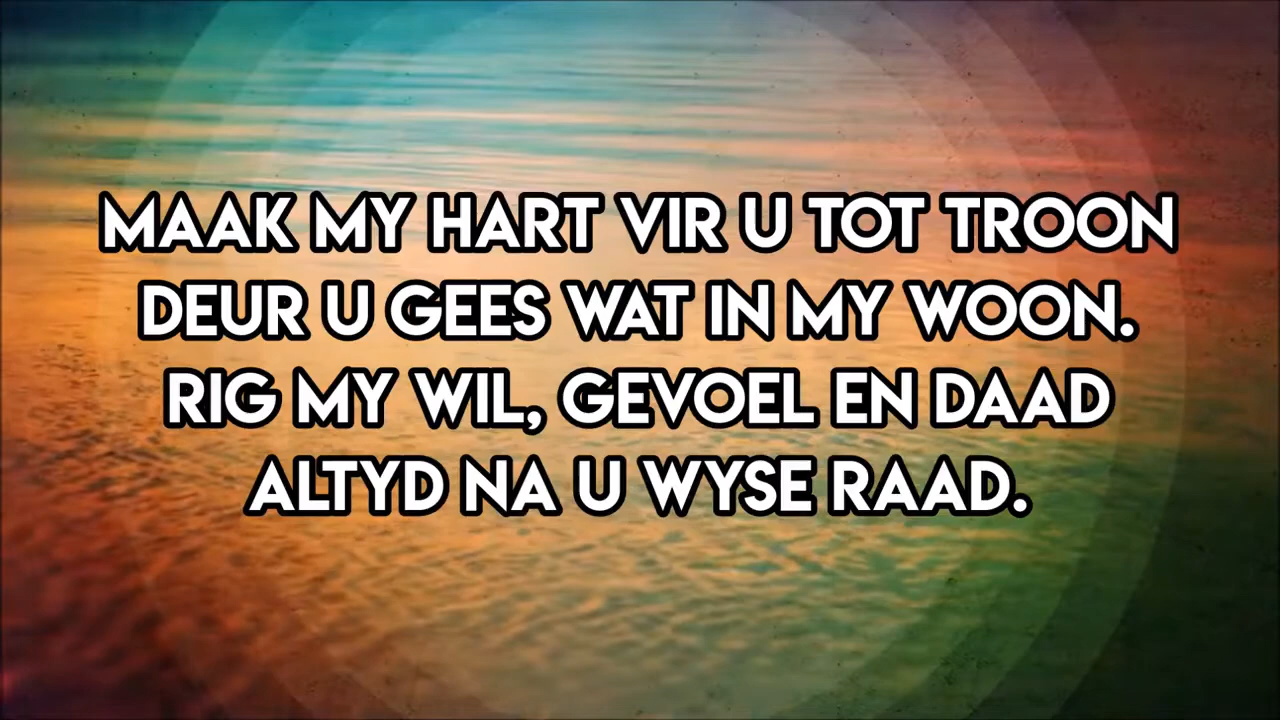 MAAK MY HART VIR U TOT TROON
DEUR U GEES WAT IN MY WOON.
RIG MY WIL, GEVOEL EN DAAD
ALTYD NA U WYSE RAAD.